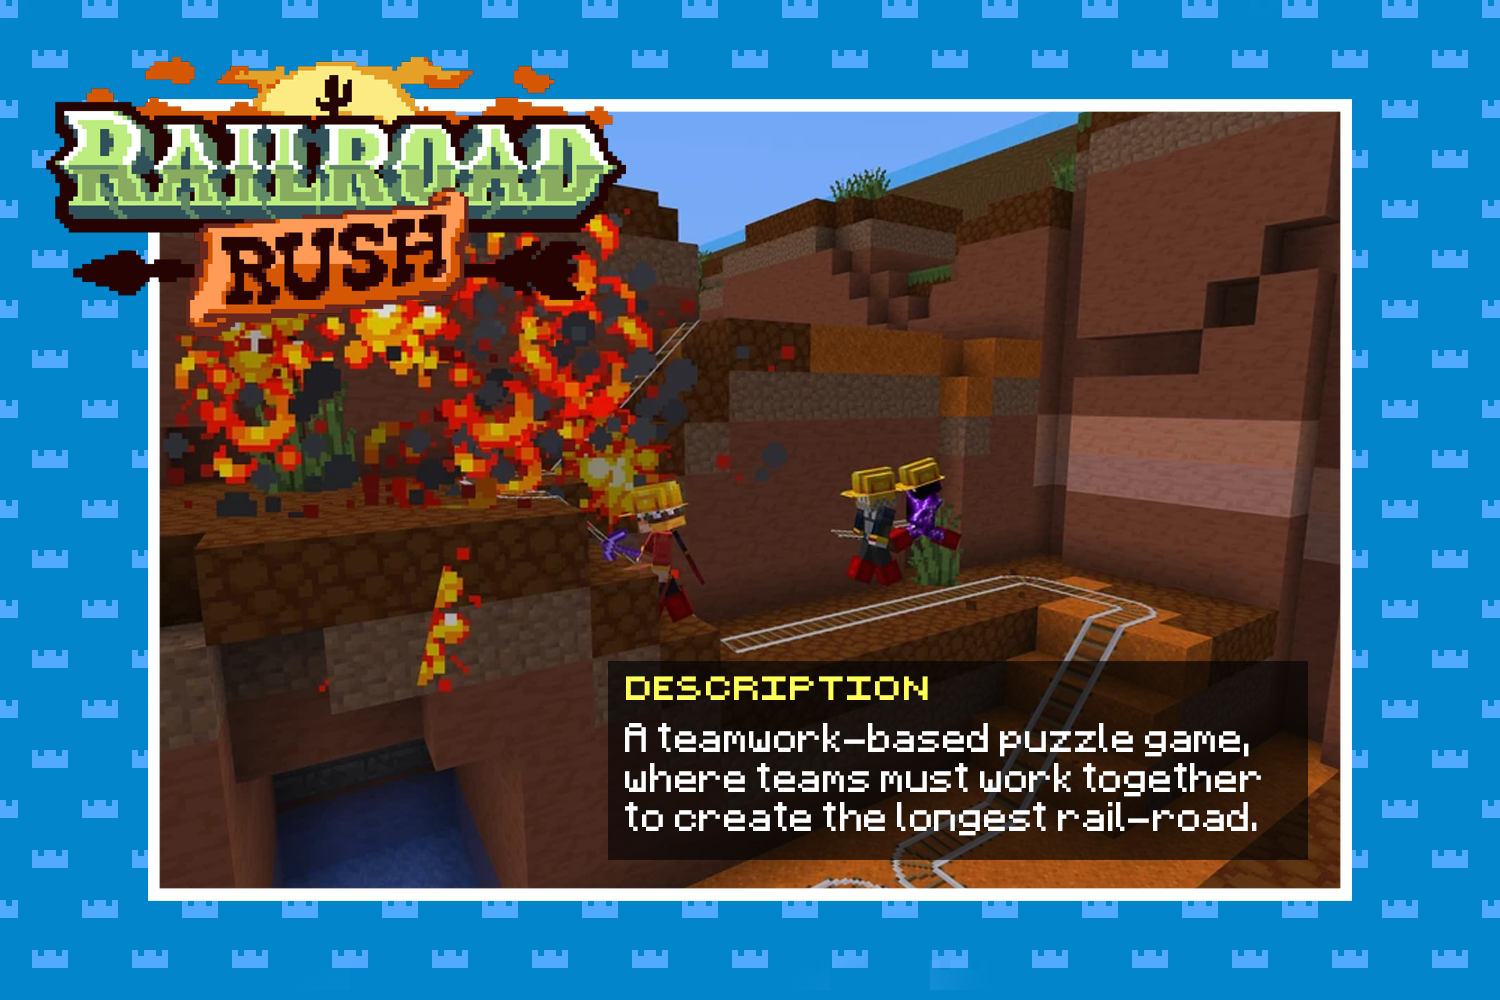 RAILROAD
RUSH
DESCRIPTION
A teamwork-based puzzle game,
where teams must work together
to create the longest rail-road.